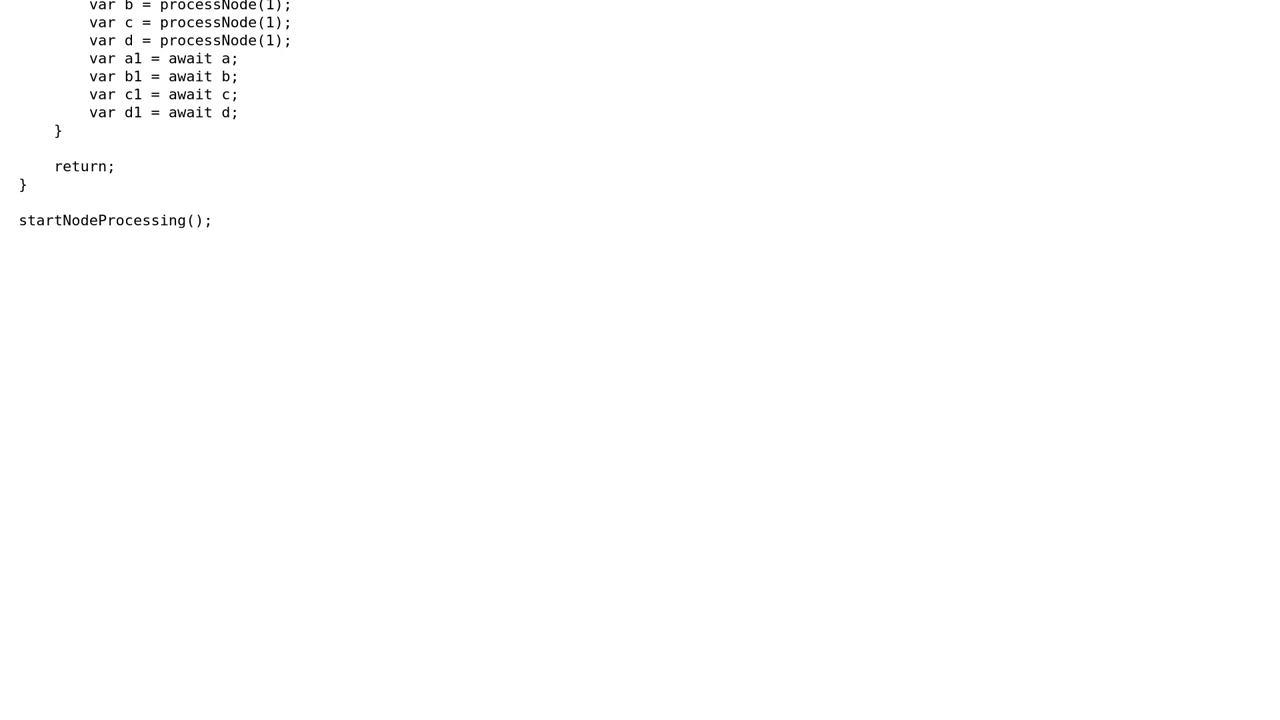 var b = processNode(1);
        var c = processNode(1);
        var d = processNode(1);
        var a1 = await a;
        var b1 = await b;
        var c1 = await c;
        var d1 = await d;
    }

    return;
}

startNodeProcessing();